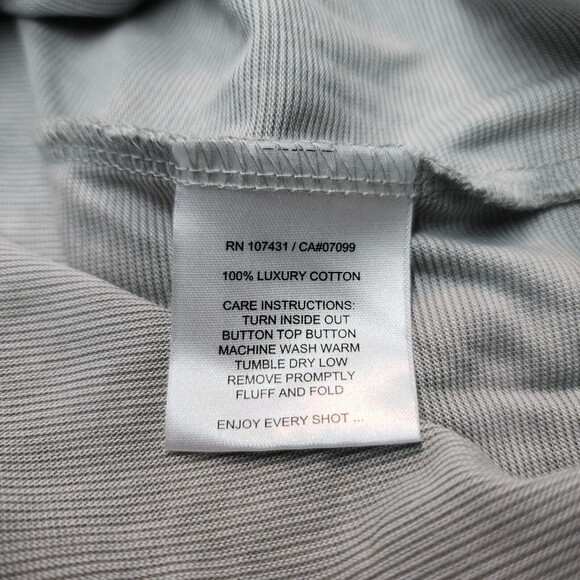 RN 107431 / CA#07099
100% LUXURY COTTON
CARE INSTRUCTIONS:
TURN INSIDE OUT
BUTTON TOP BUTTON
MACHINE WASH WARM
TUMBLE DRY LOW
REMOVE PROMPTLY
FLUFF AND FOLD
ENJOY EVERY SHOT ...